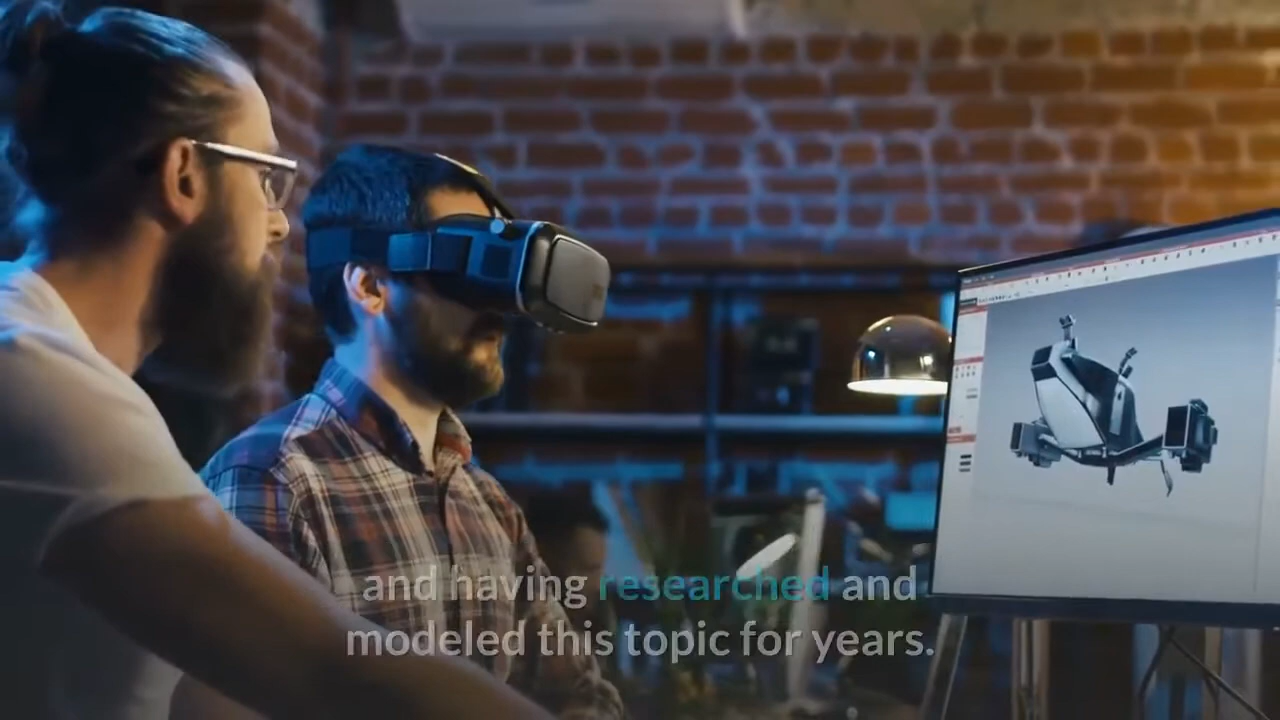 and having researched and
modeled this topic for years.